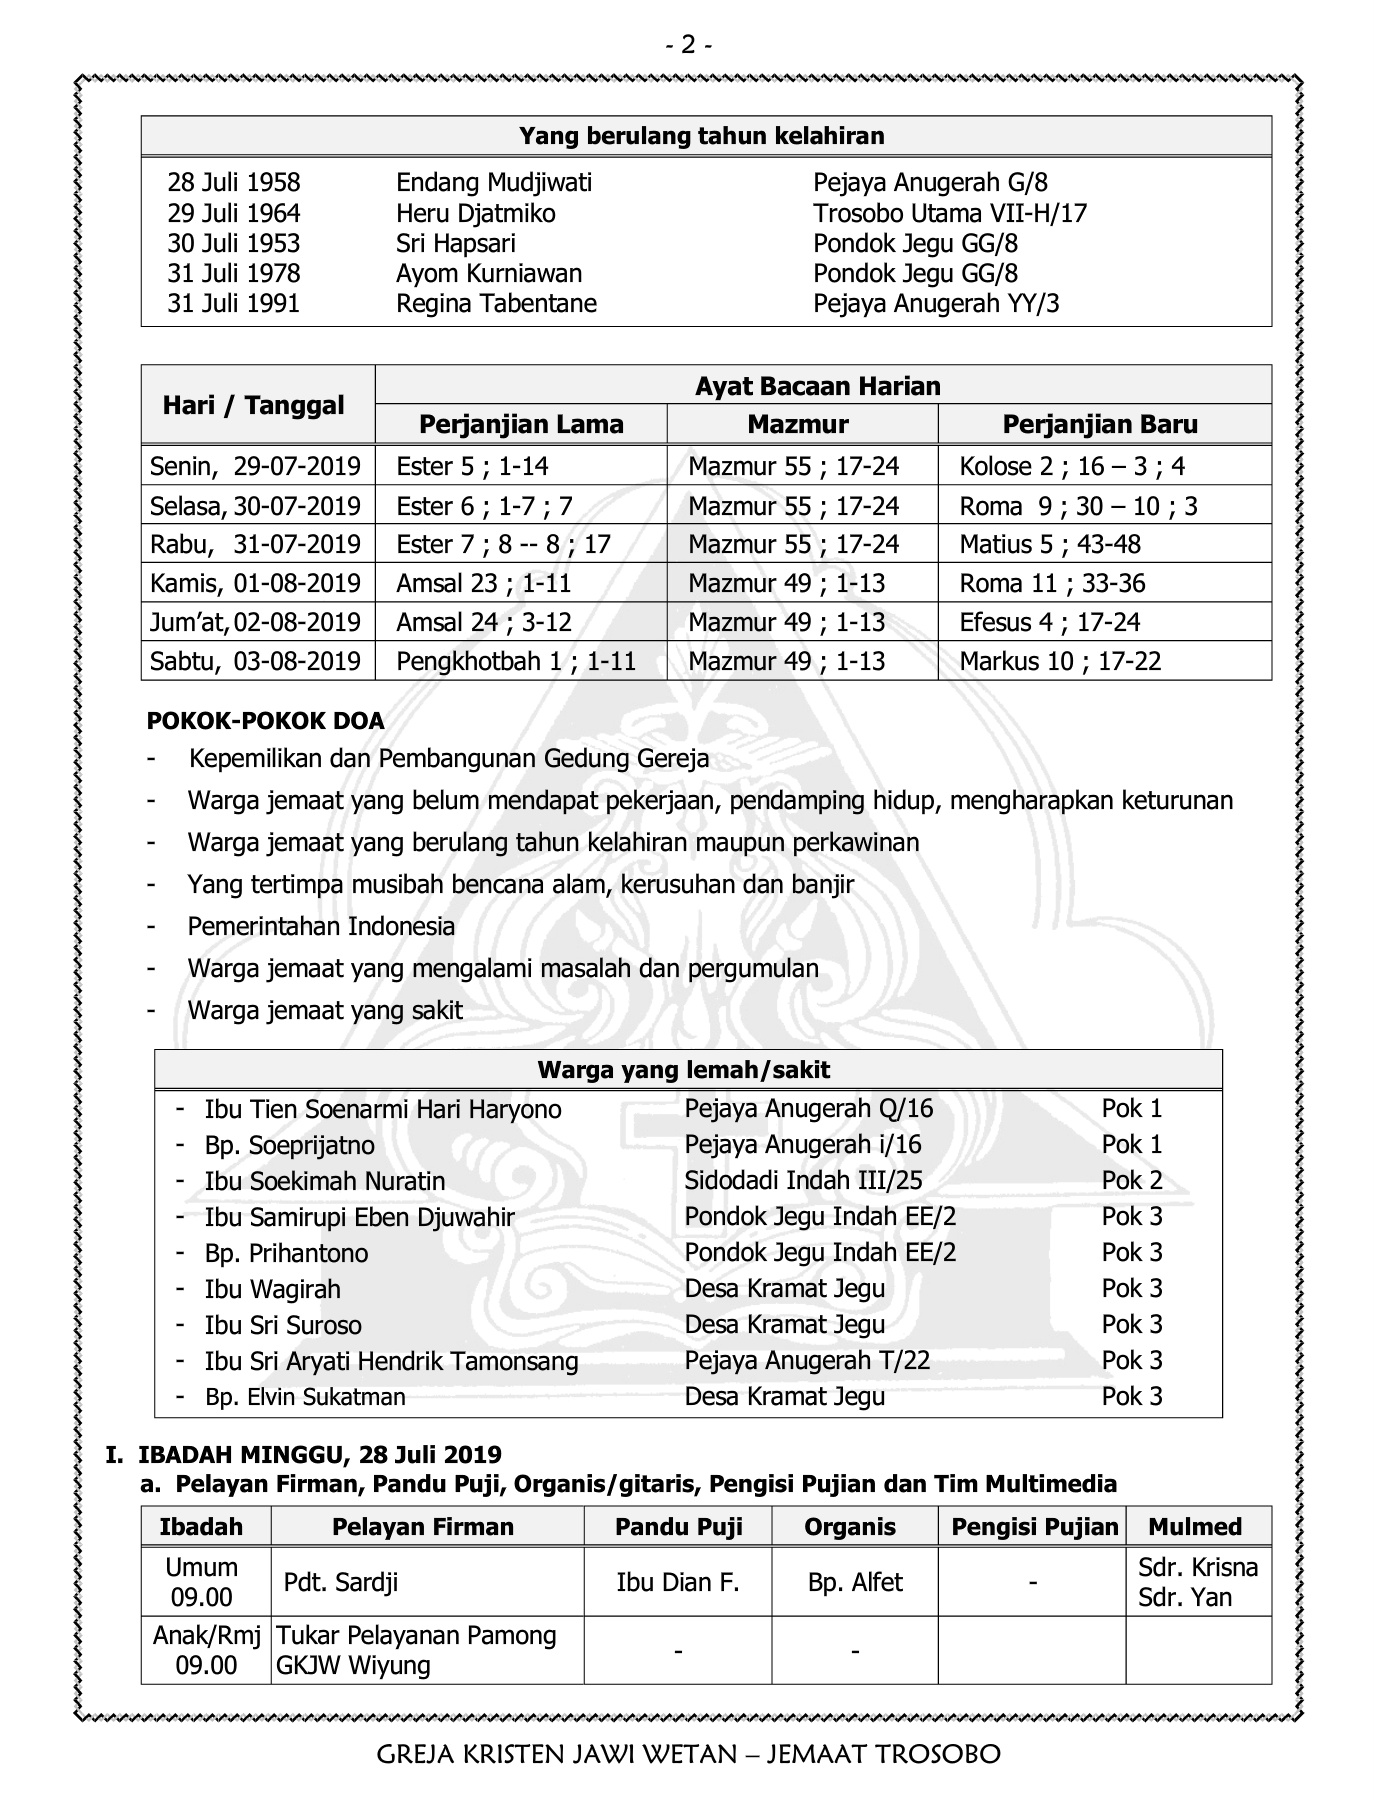 - 2 -
Yang berulang tahun kelahiran
28 Juli 1958 Endang Mudjiwati Pejaya Anugerah G/8
29 Juli 1964 Heru Djatmiko Trosobo Utama VII-H/17
30 Juli 1953 Sri Hapsari Pondok Jegu GG/8
31 Juli 1978 Ayom Kurniawan Pondok Jegu GG/8
31 Juli 1991 Regina Tabentane Pejaya Anugerah YY/3
Hari / Tanggal Ayat Bacaan Harian
Perjanjian Lama Mazmur Perjanjian Baru
Senin, 29-07-2019 Ester 5 ; 1-14 Mazmur 55 ; 17-24 Kolose 2 ; 16 – 3 ; 4
Selasa, 30-07-2019 Ester 6 ; 1-7 ; 7 Mazmur 55 ; 17-24 Roma 9 ; 30 – 10 ; 3
Rabu, 31-07-2019 Ester 7 ; 8 -- 8 ; 17 Mazmur 55 ; 17-24 Matius 5 ; 43-48
Kamis, 01-08-2019 Amsal 23 ; 1-11 Mazmur 49 ; 1-13 Roma 11 ; 33-36
Jum’at, 02-08-2019 Amsal 24 ; 3-12 Mazmur 49 ; 1-13 Efesus 4 ; 17-24
Sabtu, 03-08-2019 Pengkhotbah 1 ; 1-11 Mazmur 49 ; 1-13 Markus 10 ; 17-22
POKOK-POKOK DOA
- Kepemilikan dan Pembangunan Gedung Gereja
- Warga jemaat yang belum mendapat pekerjaan, pendamping hidup, mengharapkan keturunan
- Warga jemaat yang berulang tahun kelahiran maupun perkawinan
- Yang tertimpa musibah bencana alam, kerusuhan dan banjir
- Pemerintahan Indonesia
- Warga jemaat yang mengalami masalah dan pergumulan
- Warga jemaat yang sakit
Warga yang lemah/sakit
- Ibu Tien Soenarmi Hari Haryono Pejaya Anugerah Q/16 Pok 1
- Bp. Soeprijatno Pejaya Anugerah i/16 Pok 1
- Ibu Soekimah Nuratin Sidodadi Indah III/25 Pok 2
- Ibu Samirupi Eben Djuwahir Pondok Jegu Indah EE/2 Pok 3
- Bp. Prihantono Pondok Jegu Indah EE/2 Pok 3
- Ibu Wagirah Desa Kramat Jegu Pok 3
- Ibu Sri Suroso Desa Kramat Jegu Pok 3
- Ibu Sri Aryati Hendrik Tamonsang Pejaya Anugerah T/22 Pok 3
- Bp. Elvin Sukatman Desa Kramat Jegu Pok 3
I. IBADAH MINGGU, 28 Juli 2019
a. Pelayan Firman, Pandu Puji, Organis/gitaris, Pengisi Pujian dan Tim Multimedia
Ibadah Pelayan Firman Pandu Puji Organis Pengisi Pujian Mulmed
Umum 09.00 Pdt. Sardji Ibu Dian F. Bp. Alfet - Sdr. Krisna Sdr. Yan
Anak/Rmj 09.00 Tukar Pelayanan Pamong GKJW Wiyung - -
GREJA KRISTEN JAWI WETAN – JEMAAT TROSOBO